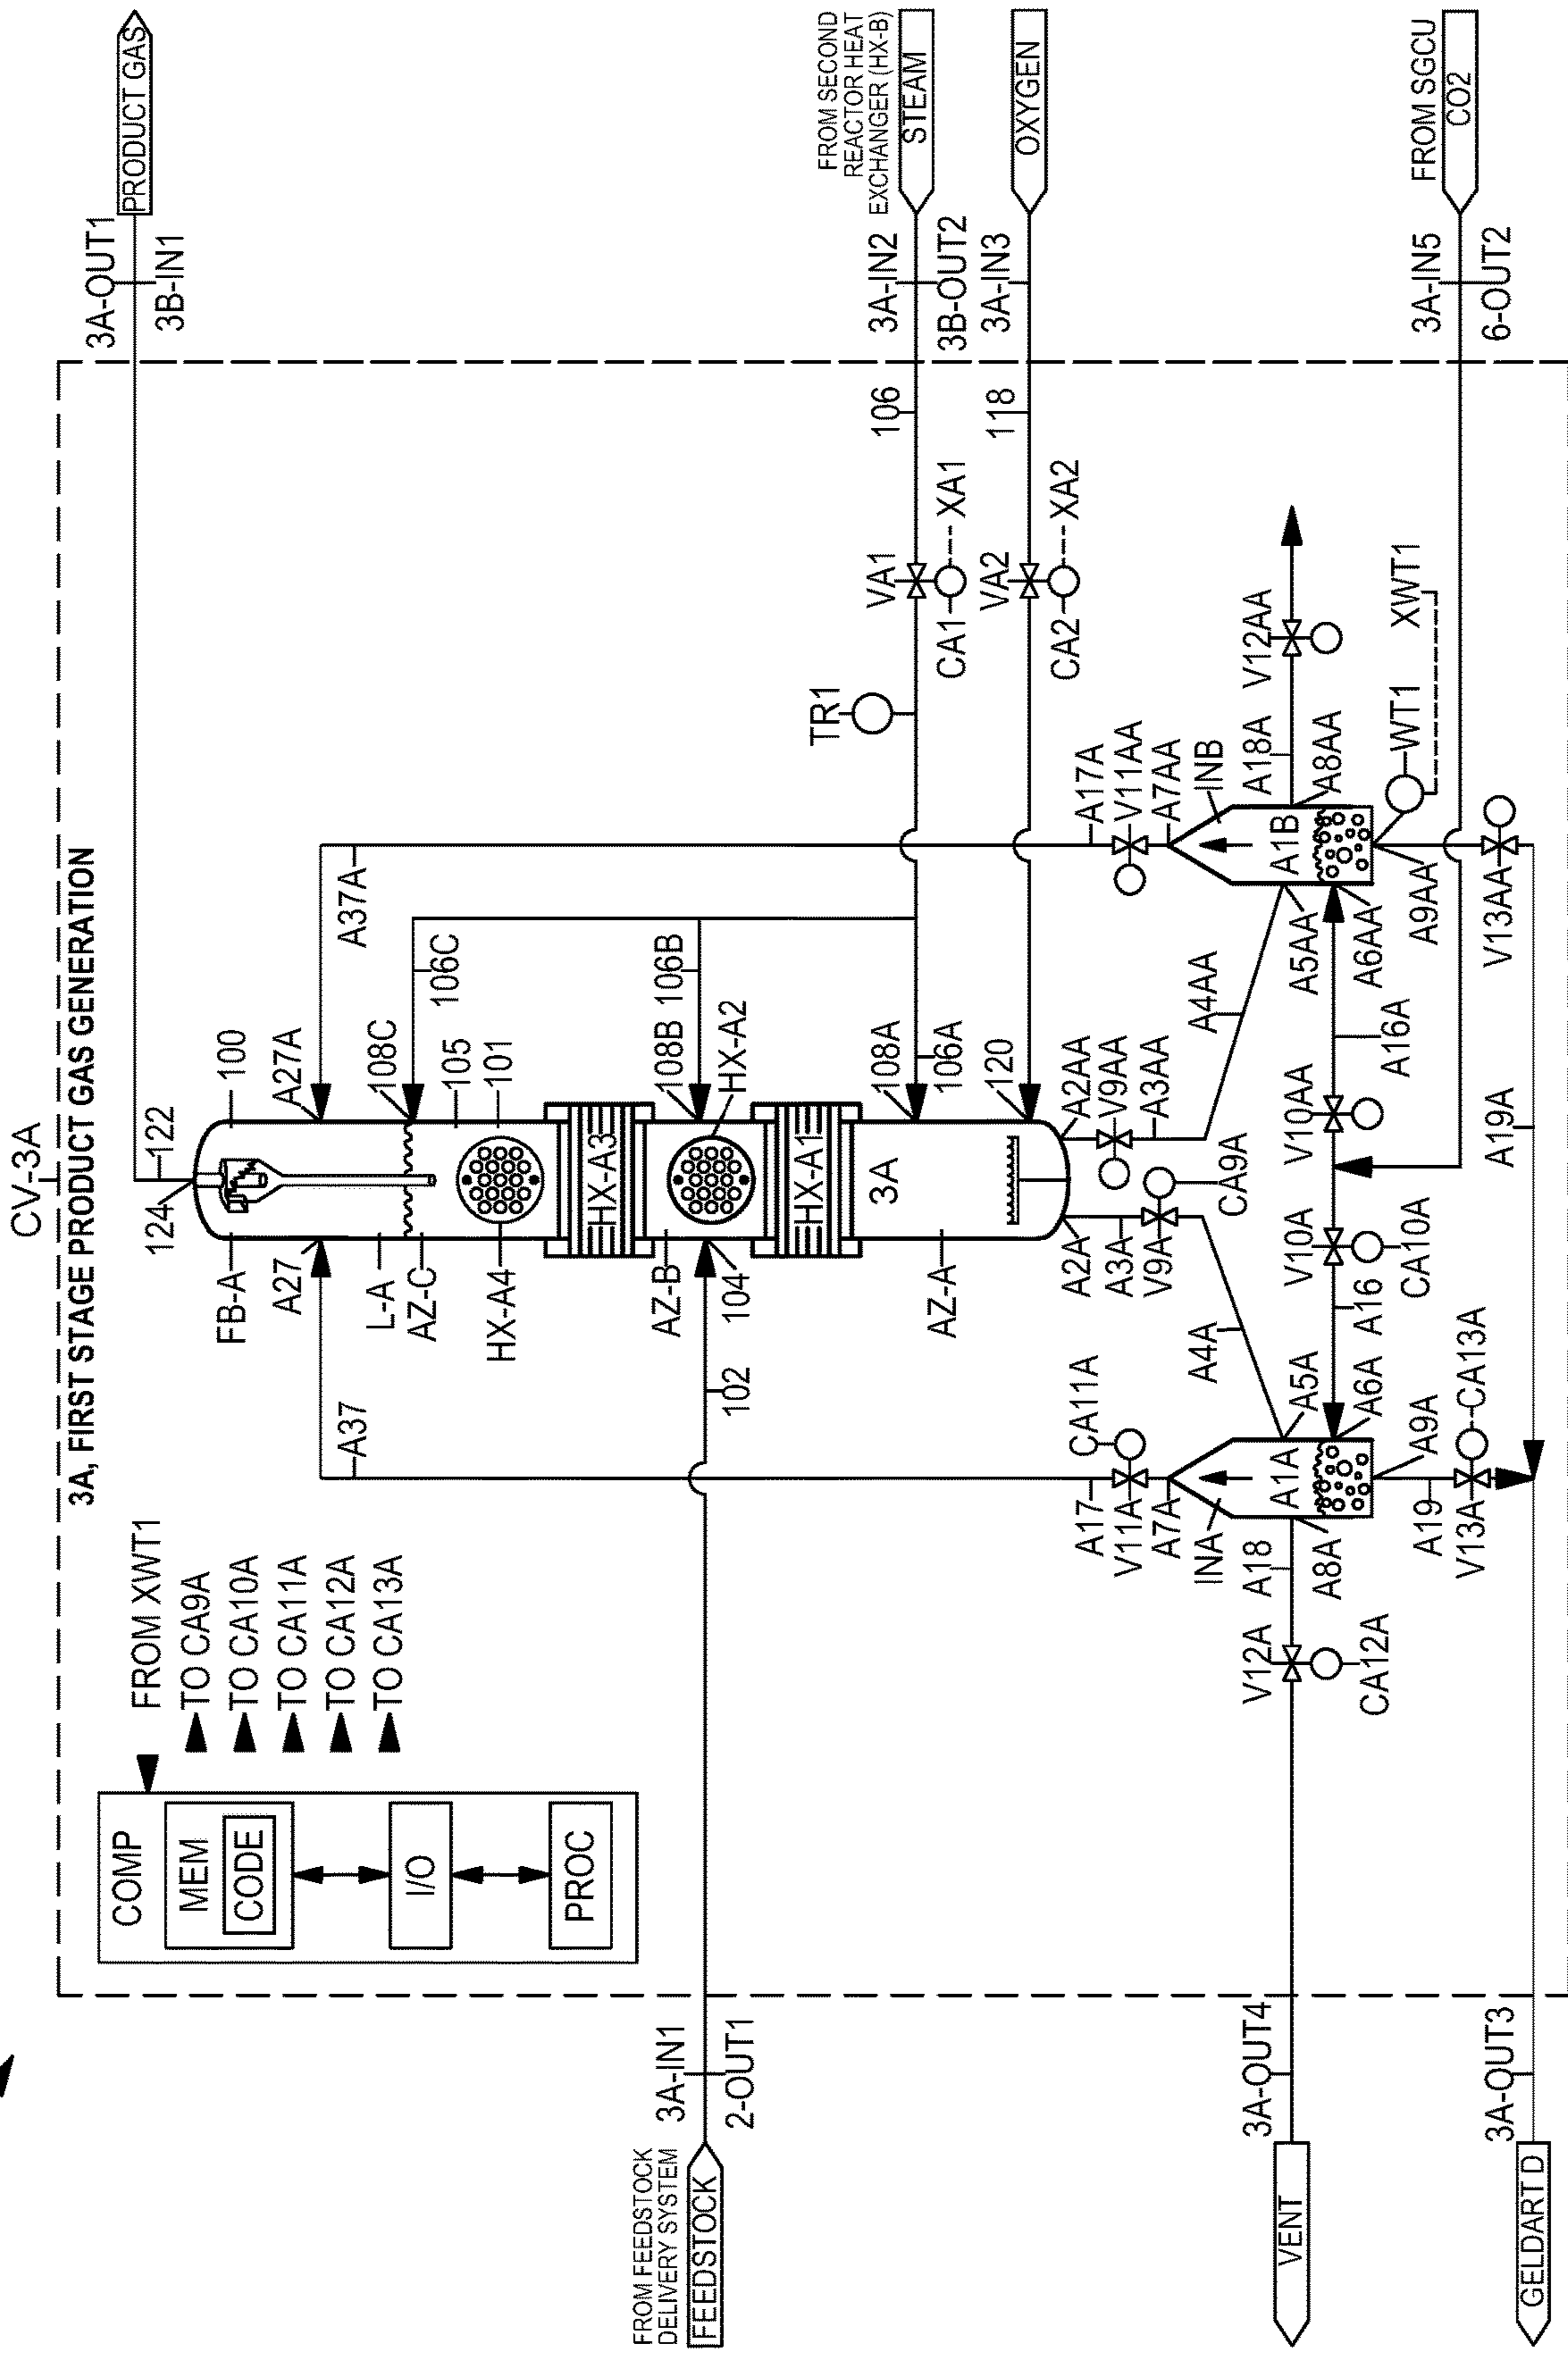 CV-3A
3A, FIRST STAGE PRODUCT GAS GENERATION
COMP
MEM
CODE
I/O
PROC
FROM XWT1
TO CA9A
TO CA10A
TO CA11A
TO CA12A
TO CA13A
3A-OUT1
3B-IN1
PRODUCT GAS
124
122
FB-A
100
A27
A27A
L-A
108C
AZ-C
105
HX-A4
101
HX-A3
106C
A37
A37A
AZ-B
108B
106B
HX-A2
104
102
HX-A1
3A
AZ-A
108A
106A
120
FROM FEEDSTOCK
DELIVERY SYSTEM
FEEDSTOCK
3A-IN1
2-OUT1
FROM SECOND
REACTOR HEAT
EXCHANGER (HX-B)
STEAM
3A-IN2
3B-OUT2
106
VA1
CA1
XA1
TR1
OXYGEN
3A-IN3
118
VA2
CA2
XA2
A2A
A3A
V9A
CA9A
A4A
A2AA
V9AA
A3AA
A4AA
A17
V11A
CA11A
A7A
INA
A1A
A18
A8A
A5A
A6A
A9A
A19
V13A
CA13A
V12A
CA12A
V10A
CA10A
A16
V10AA
A16A
A17A
V11AA
A7AA
INB
A1B
A18A
A8AA
V12AA
A5AA
A6AA
A9AA
WT1
XWT1
V13AA
A19A
FROM SGCU
CO2
3A-IN5
6-OUT2
VENT
3A-OUT4
GELDART D
3A-OUT3